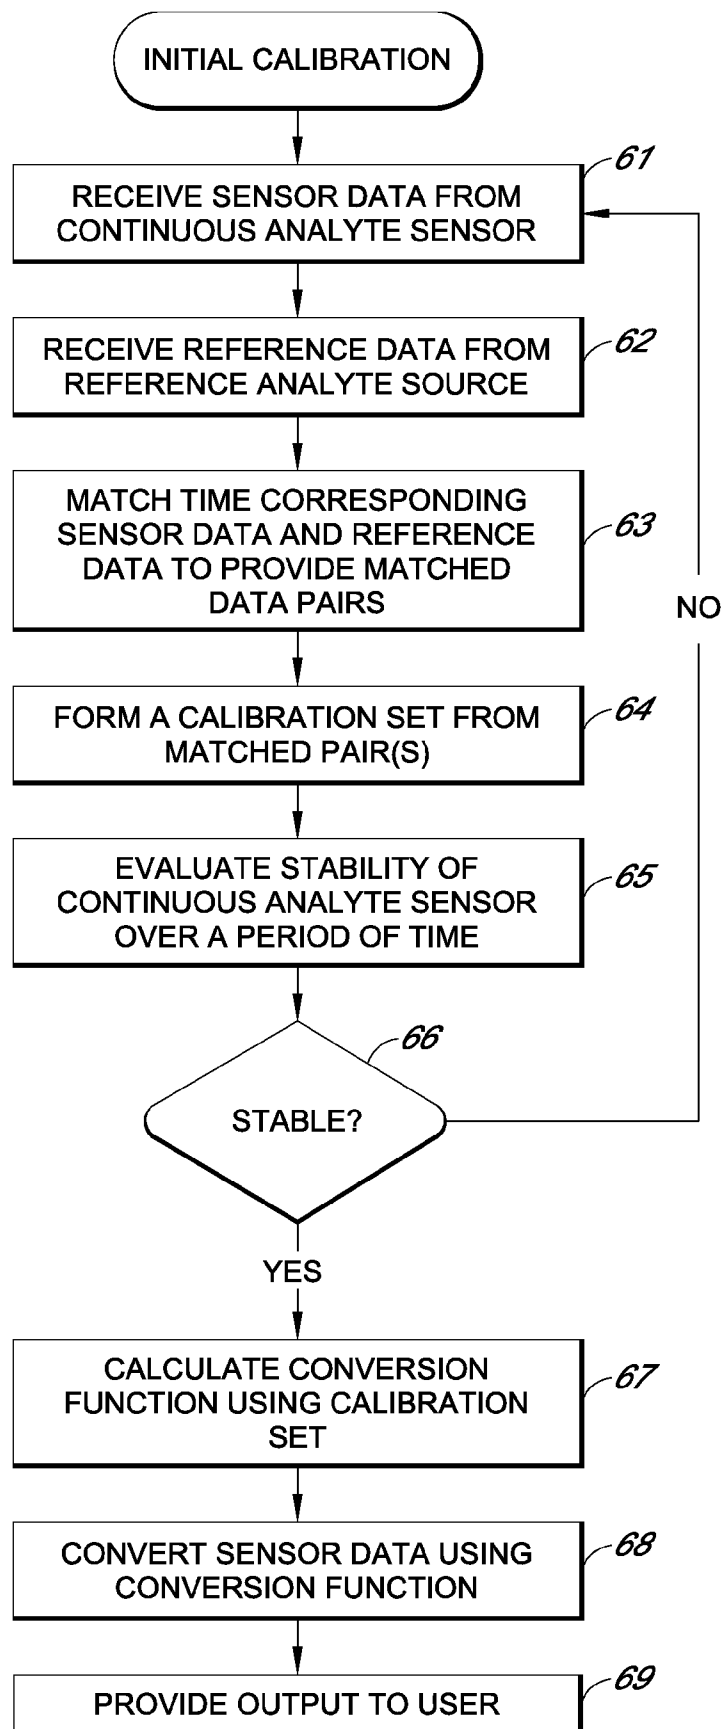 INITIAL CALIBRATION
61
RECEIVE SENSOR DATA FROM
CONTINUOUS ANALYTE SENSOR
62
RECEIVE REFERENCE DATA FROM
REFERENCE ANALYTE SOURCE
63
MATCH TIME CORRESPONDING
SENSOR DATA AND REFERENCE
DATA TO PROVIDE MATCHED
DATA PAIRS
NO
64
FORM A CALIBRATION SET FROM
MATCHED PAIR(S)
65
EVALUATE STABILITY OF
CONTINUOUS ANALYTE SENSOR
OVER A PERIOD OF TIME
66
STABLE?
YES
67
CALCULATE CONVERSION
FUNCTION USING CALIBRATION
SET
68
CONVERT SENSOR DATA USING
CONVERSION FUNCTION
69
PROVIDE OUTPUT TO USER